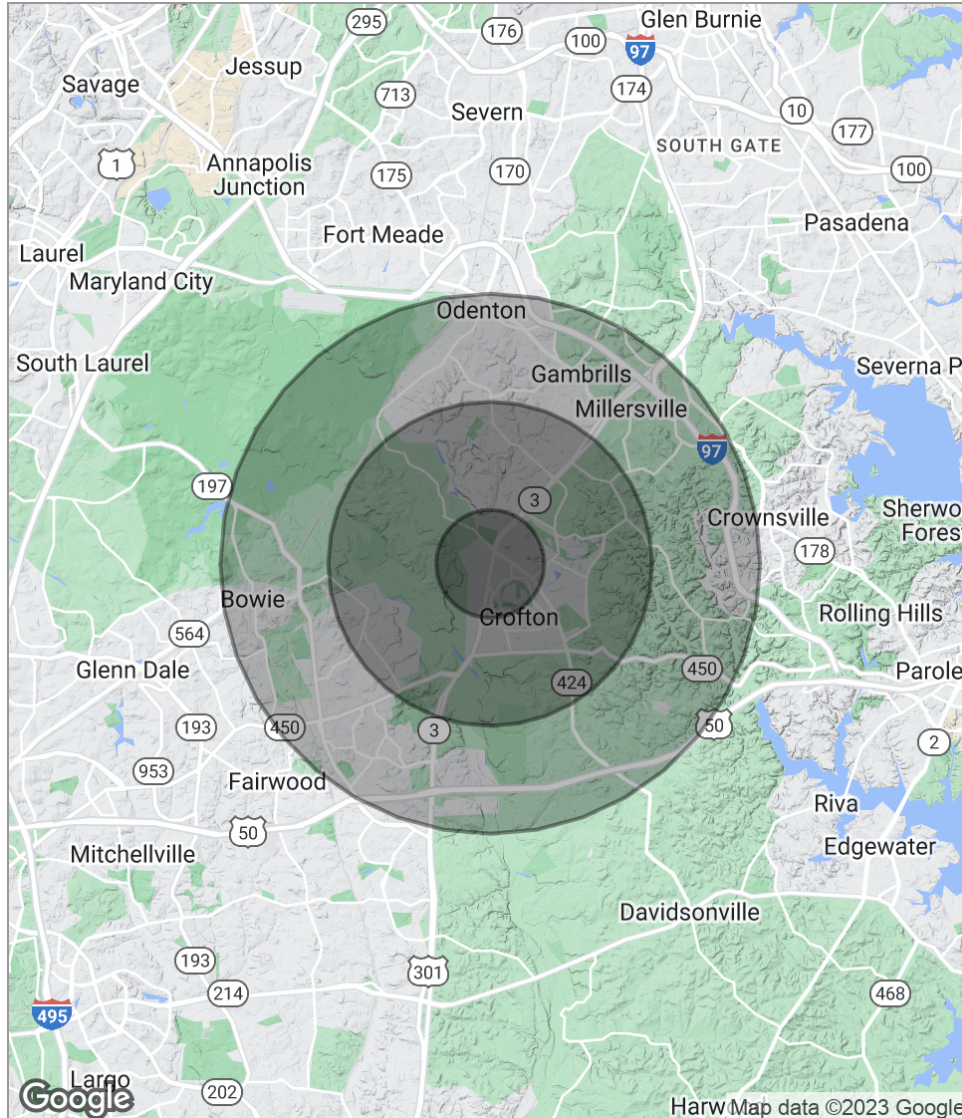 295
176
Glen Burnie
100
97
Jessup
Savage
713
174
Severn
10
177
1
SOUTH GATE
Annapolis
Junction
175
170
100
Fort Meade
Pasadena
Laurel
Maryland City
Odenton
South Laurel
Gambrills
Severna P
Millersville
97
197
3
Crownsville
Sherwo
Forest
178
Bowie
Crofton
Rolling Hills
564
Glenn Dale
450
Parole
424
193
450
3
50
2
953
Fairwood
Riva
50
Mitchellville
Edgewater
Davidsonville
193
301
214
468
495
Largo
Google
202
Harw
Map data ©2023 Google